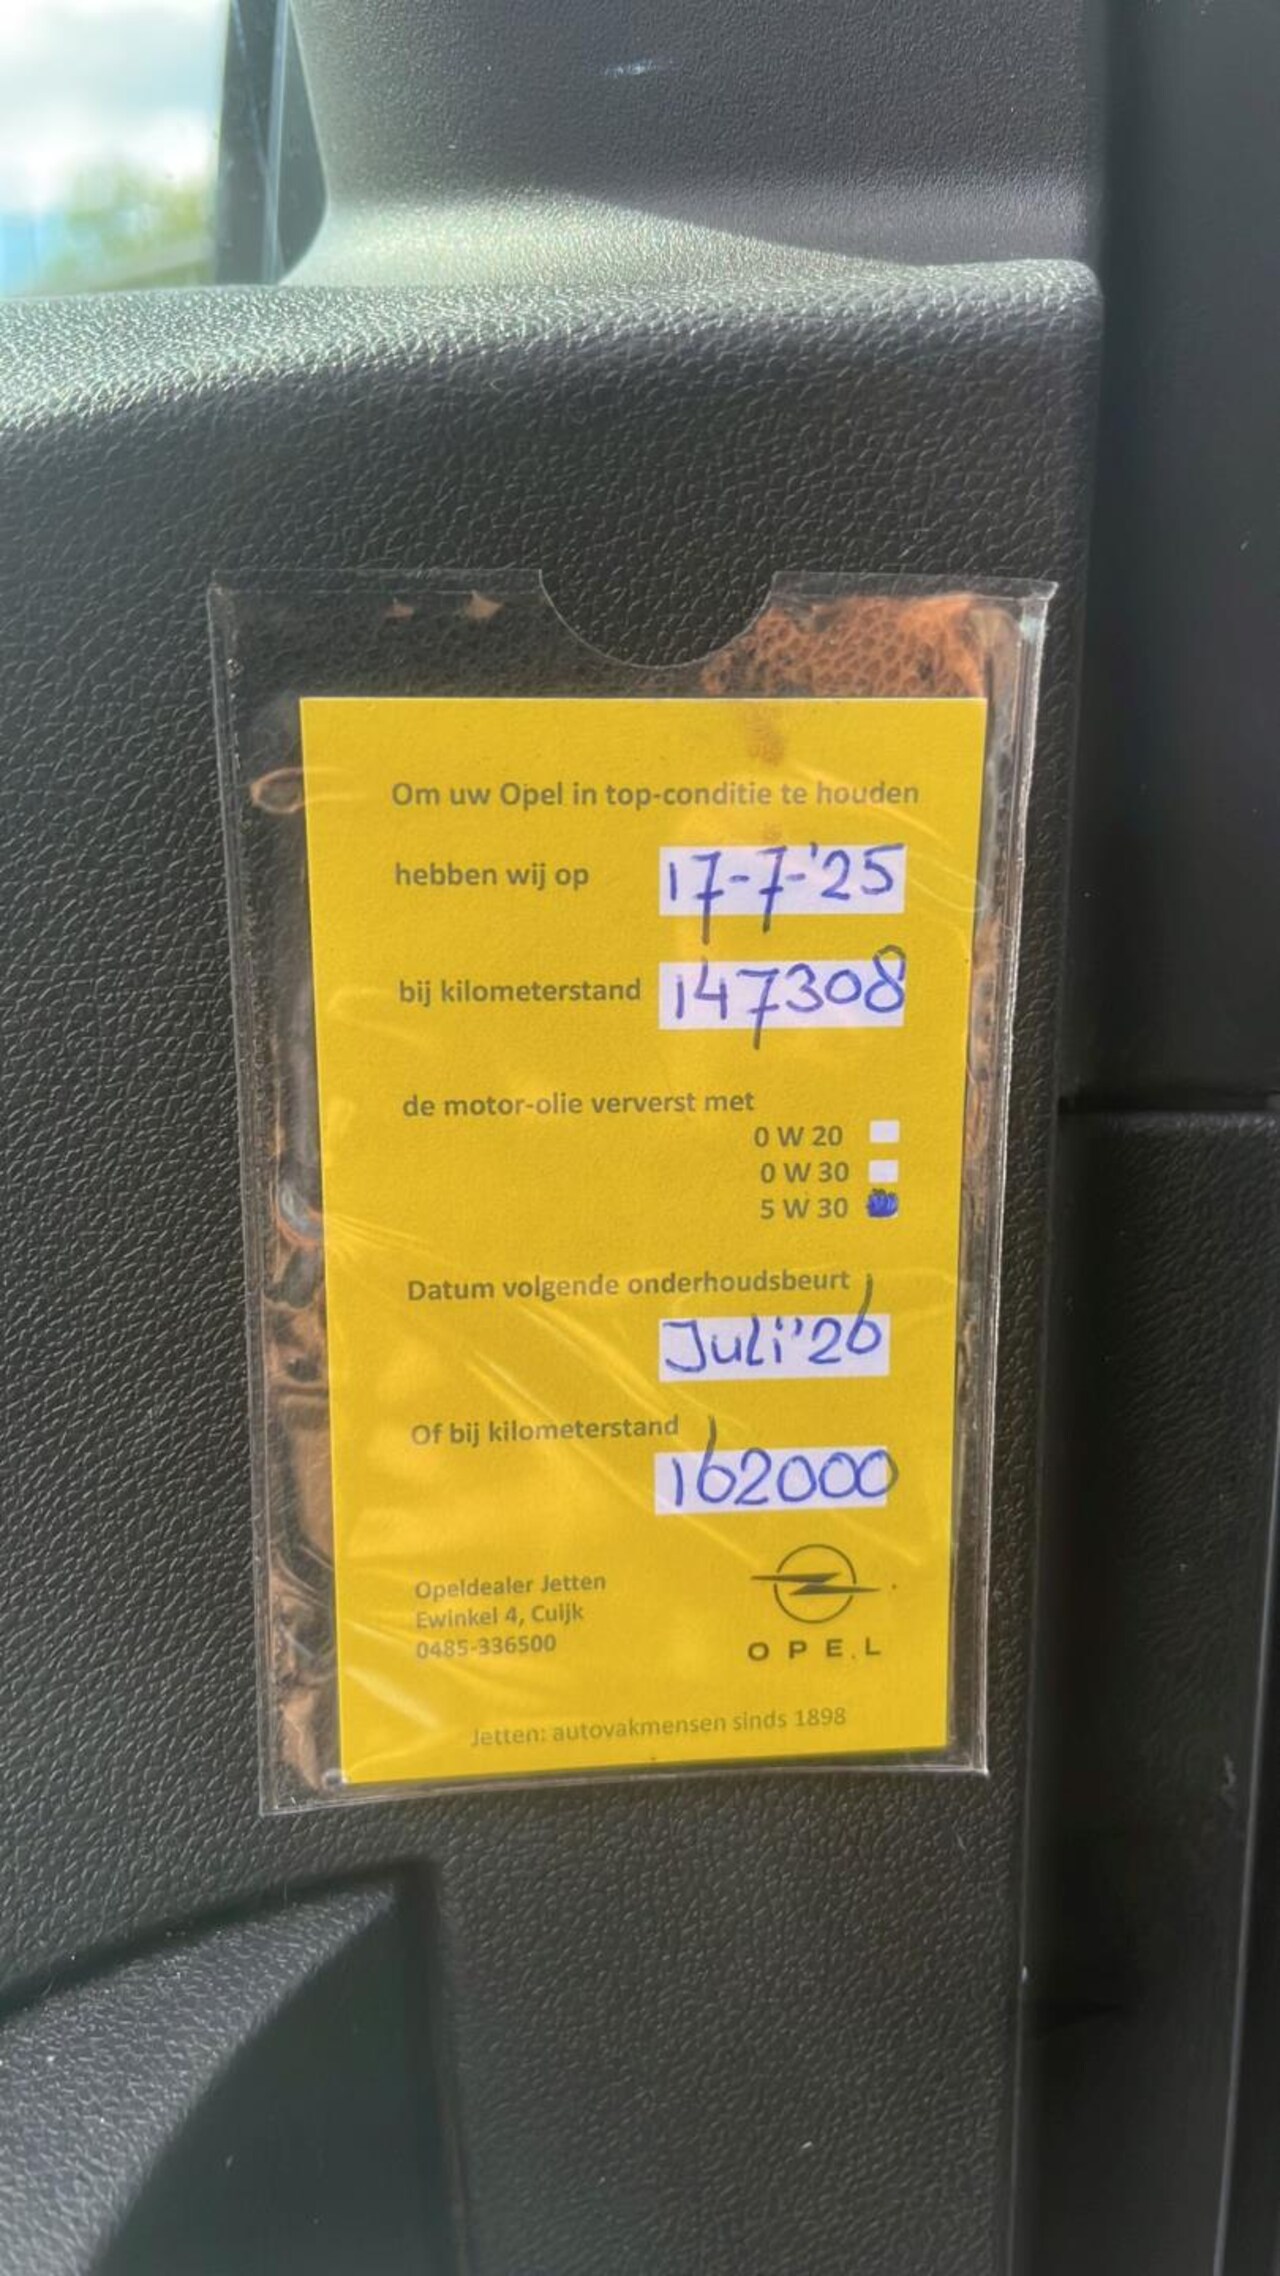 Om uw Opel in top-conditie te houden
hebben wij op 17-7-'25
bij kilometerstand 147308
de motor-olie ververst met
0 W 20
0 W 30
5 W 30
Datum volgende onderhoudsbeurt
Juli '26
Of bij kilometerstand
162000
Opeldealer Jetten
Ewinkel 4, Cuijk
0485-336500
OPEL
Jetten: autovakmensen sinds 1898